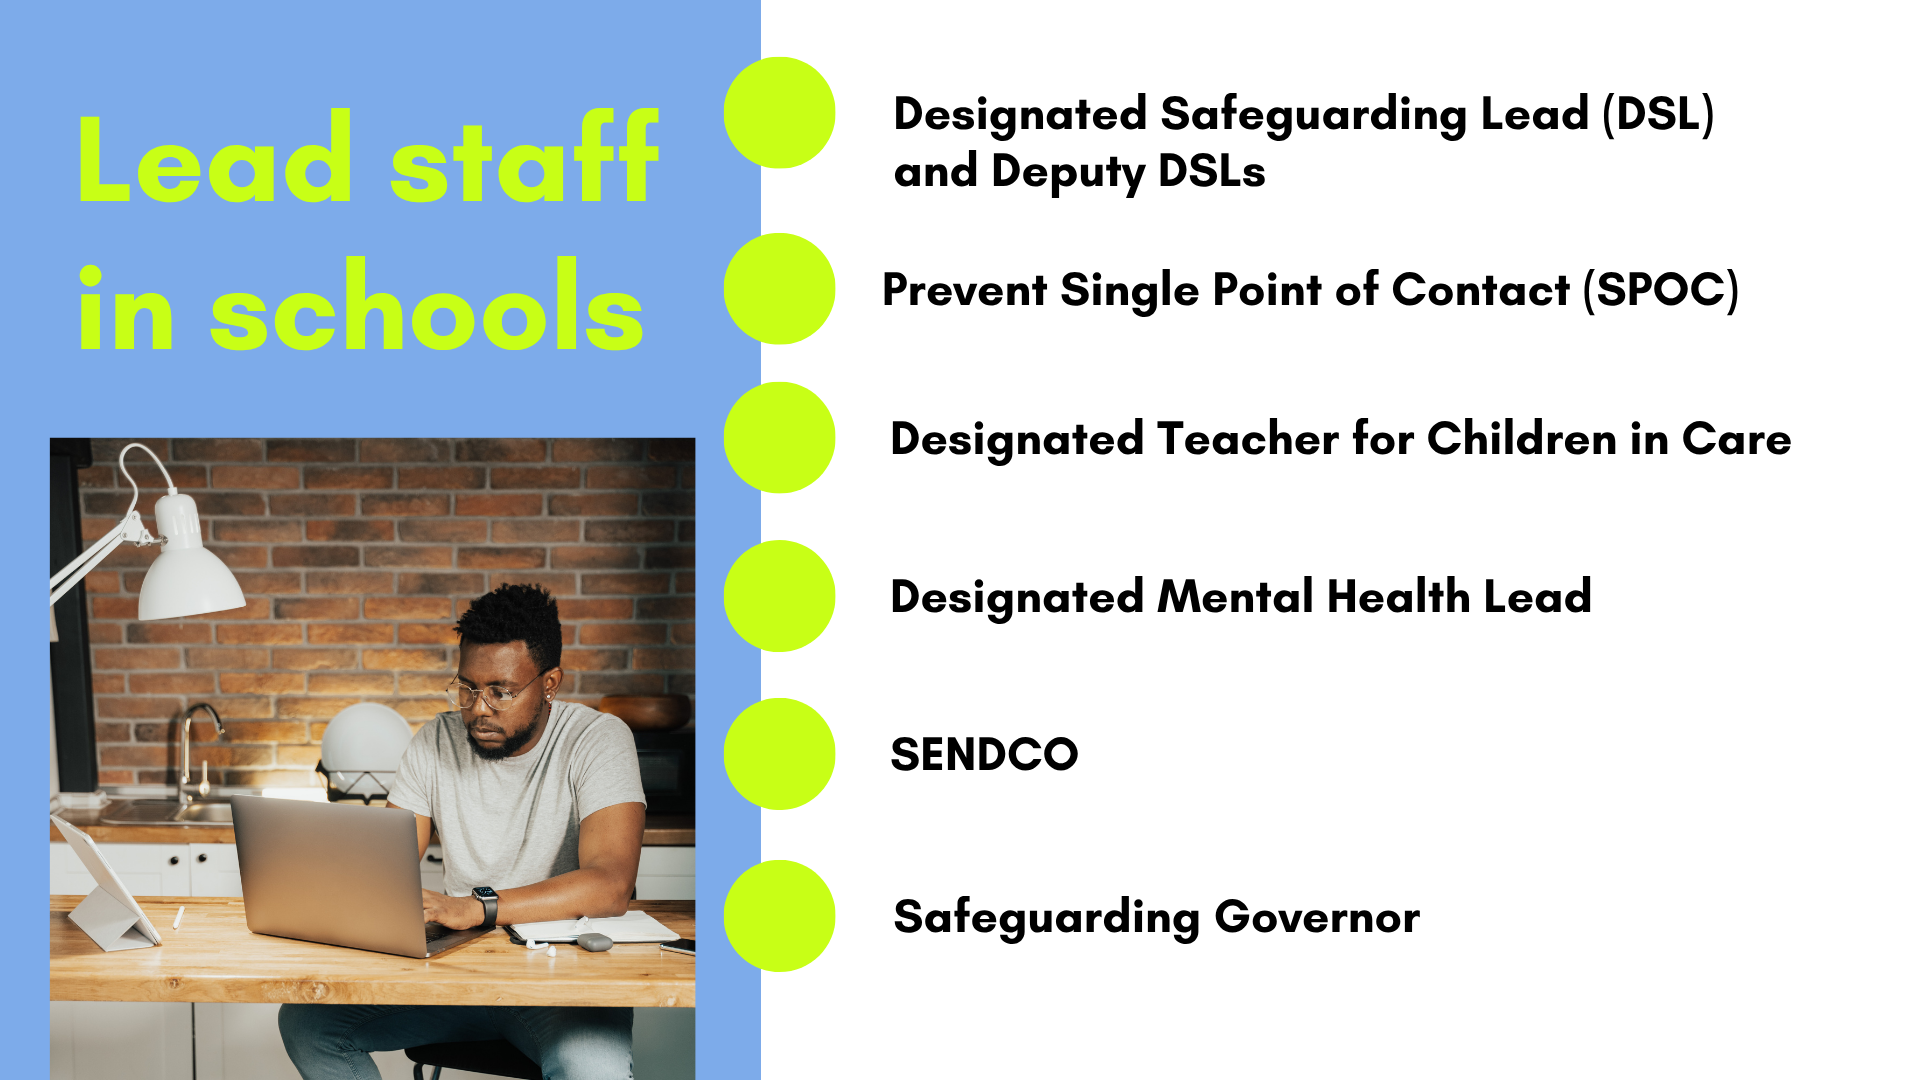 Lead staff
in schools
Designated Safeguarding Lead (DSL)
and Deputy DSLs
Prevent Single Point of Contact (SPOC)
Designated Teacher for Children in Care
Designated Mental Health Lead
SENDCO
Safeguarding Governor